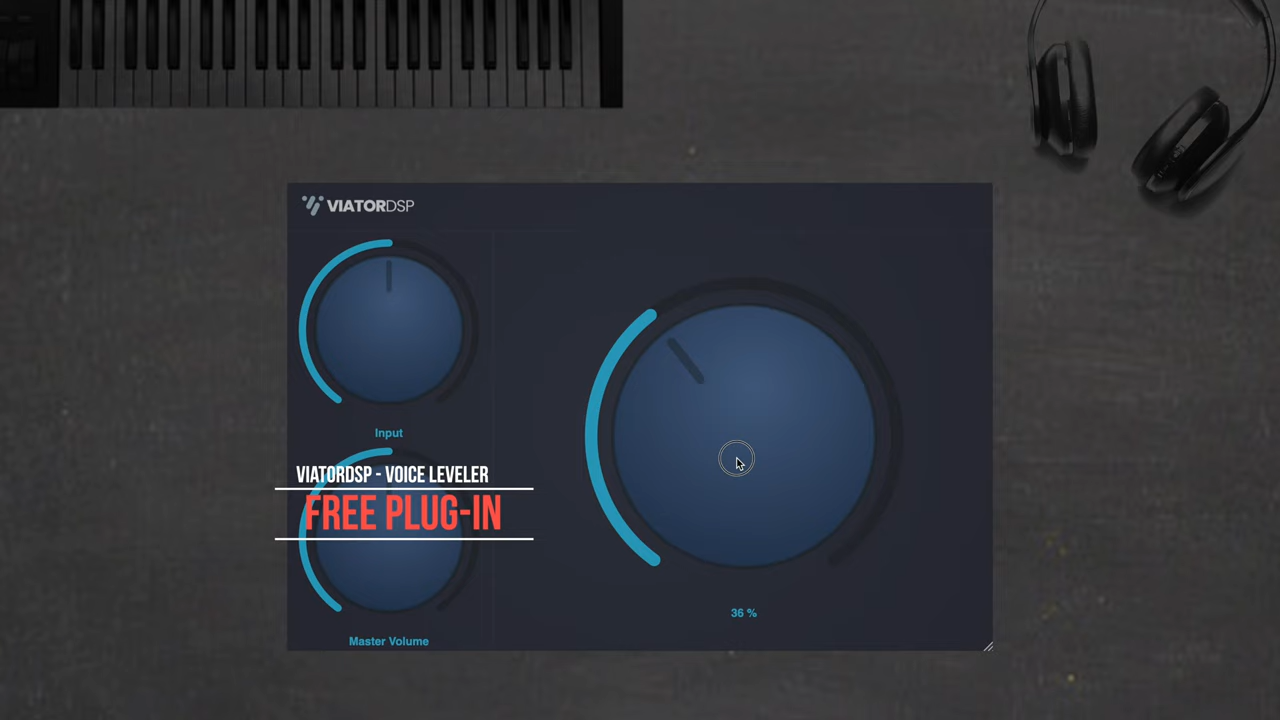 VIATORDSP
Input
VIATORDSP - VOICE LEVELER
FREE PLUG-IN
36 %
Master Volume